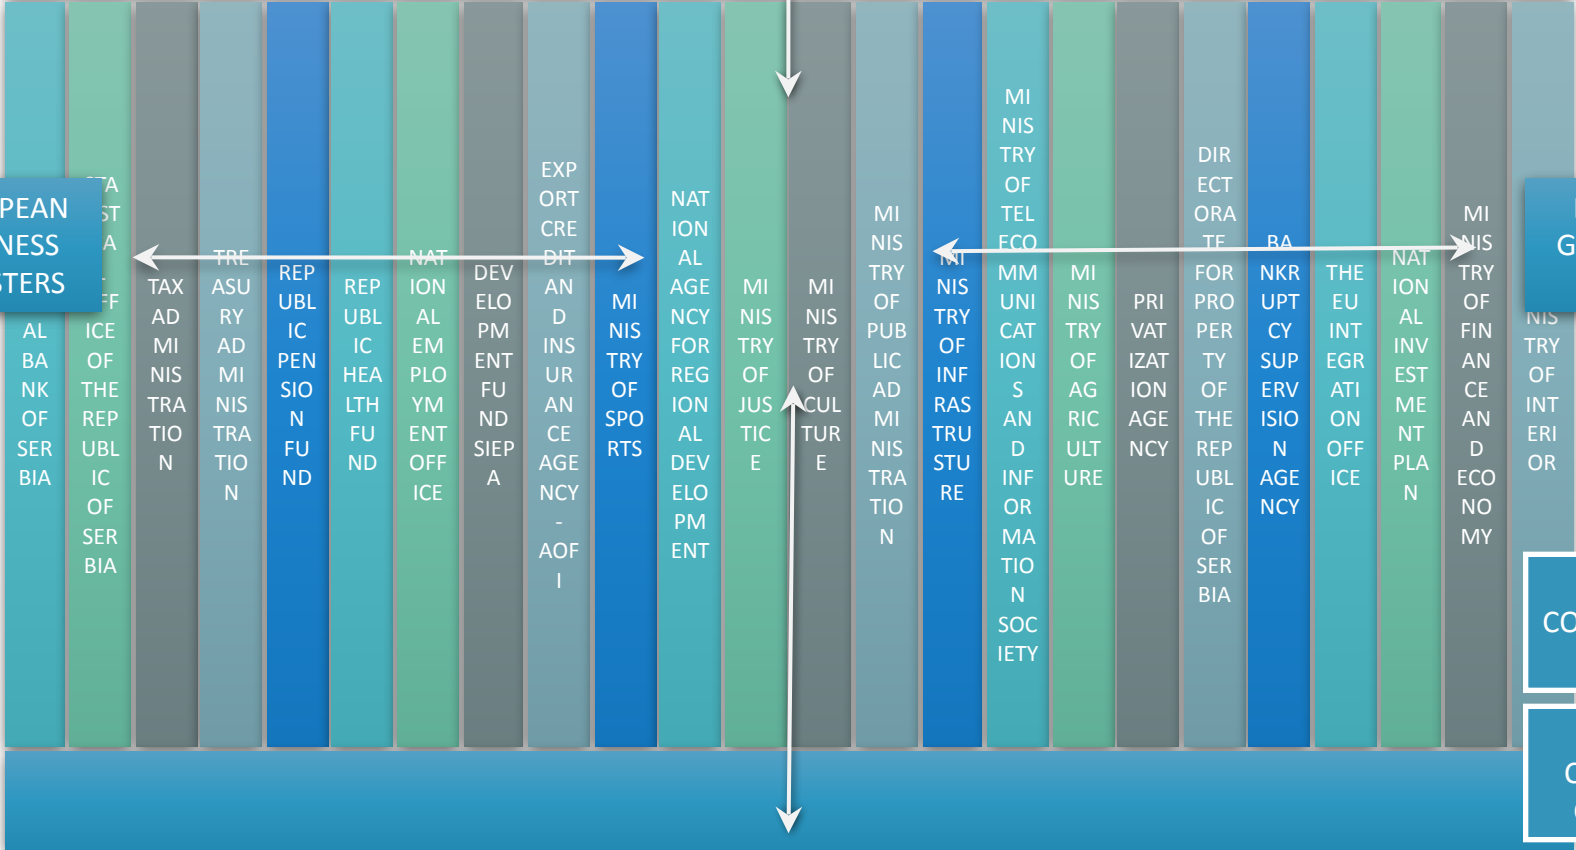 PEAN
NESS
STERS
AL
BA
NK
OF
SER
BIA
TA
ST
A
FF
ICE
OF
THE
REP
UBL
IC
OF
SER
BIA
TAX
AD
MI
NIS
TRA
TIO
N
TRE
ASU
RY
AD
MI
NIS
TRA
TIO
N
REP
UBL
IC
PEN
SIO
N
FU
ND
REP
UBL
IC
HEA
LTH
FU
ND
NAT
ION
AL
EM
PLO
YM
ENT
OFF
ICE
DEV
ELO
PM
ENT
FU
ND
SIEP
A
EXP
ORT
CRE
DIT
AN
D
INS
UR
AN
CE
AGE
NCY
-
AOF
I
MI
NIS
TRY
OF
SPO
RTS
NAT
ION
AL
AGE
NCY
FOR
REG
ION
AL
DEV
ELO
PM
ENT
MI
NIS
TRY
OF
JUS
TIC
E
MI
NIS
TRY
OF
CUL
TUR
E
MI
NIS
TRY
OF
PUB
LIC
AD
MI
NIS
TRA
TIO
N
MI
NIS
TRY
OF
INF
RAS
TRU
STU
RE
MI
NIS
TRY
OF
TEL
ECO
MM
UNI
CAT
ION
S
AN
D
INF
OR
MA
TIO
N
SOC
IETY
MI
NIS
TRY
OF
AG
RIC
ULT
URE
PRI
VAT
IZAT
ION
AGE
NCY
DIR
ECT
ORA
TE
FOR
PRO
PER
TY
OF
THE
REP
UBL
IC
OF
SER
BIA
BA
NKR
UPT
CY
SUP
ERV
ISIO
N
AGE
NCY
THE
EU
INT
EGR
ATI
ON
OFF
ICE
NAT
ION
AL
INV
EST
ME
NT
PLA
N
MI
NIS
TRY
OF
FIN
AN
CE
AN
D
ECO
NO
MY
NIS
TRY
OF
INT
ERI
OR
G
CO